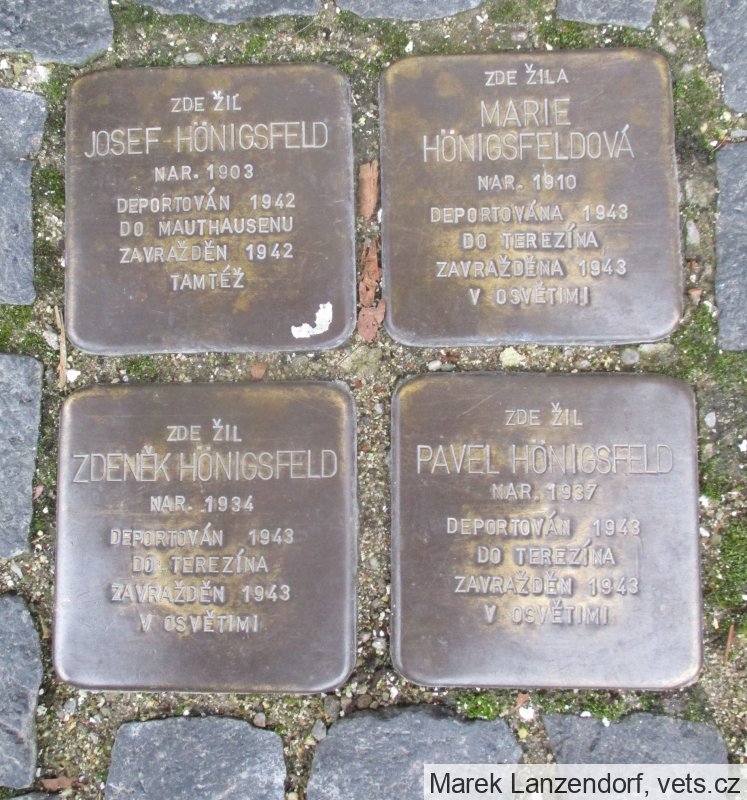 ZDE ŽIL
JOSEF HÖNIGSFELD
NAR. 1903
DEPORTOVÁN 1942
DO MAUTHAUSENU
ZAVRAŽDĚN 1942
TAMTÉŽ
ZDE ŽILA
MARIE
HÖNIGSFELDOVÁ
NAR. 1910
DEPORTOVÁNA 1943
DO TEREZÍNA
ZAVRAŽDĚNA 1943
V OSVĚTIMI
ZDE ŽIL
ZDENĚK HÖNIGSFELD
NAR. 1934
DEPORTOVÁN 1943
DO TEREZÍNA
ZAVRAŽDĚN 1943
V OSVĚTIMI
ZDE ŽIL
PAVEL HÖNIGSFELD
NAR. 1937
DEPORTOVÁN 1943
DO TEREZÍNA
ZAVRAŽDĚN 1943
V OSVĚTIMI
Marek Lanzendorf, vets.cz